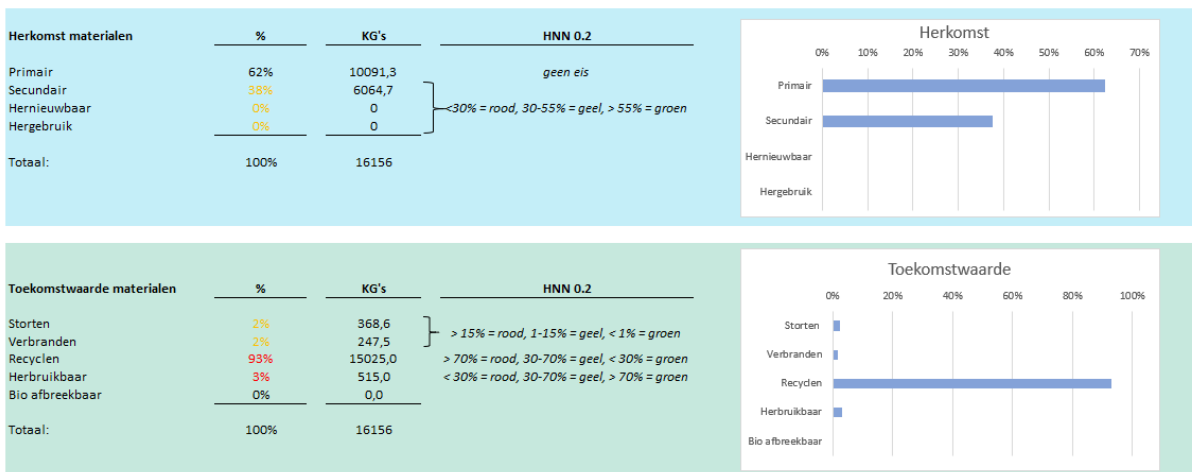 Herkomst materialen % KG's HNN 0.2
Primair 62% 10091,3 geen eis
Secundair 38% 6064,7
Hernieuwbaar 0% 0 <30% = rood, 30-55% = geel, > 55% = groen
Hergebruik 0% 0
Totaal: 100% 16156
Herkomst
0% 10% 20% 30% 40% 50% 60% 70%
Primair
Secundair
Hernieuwbaar
Hergebruik
Toekomstwaarde materialen % KG's HNN 0.2
Storten 2% 368,6
> 15% = rood, 1-15% = geel, < 1% = groen
Verbranden 2% 247,5
Recyclen 93% 15025,0 > 70% = rood, 30-70% = geel, < 30% = groen
Herbruikbaar 3% 515,0 < 30% = rood, 30-70% = geel, > 70% = groen
Bio afbreekbaar 0% 0,0
Totaal: 100% 16156
Toekomstwaarde
0% 20% 40% 60% 80% 100%
Storten
Verbranden
Recyclen
Herbruikbaar
Bio afbreekbaar